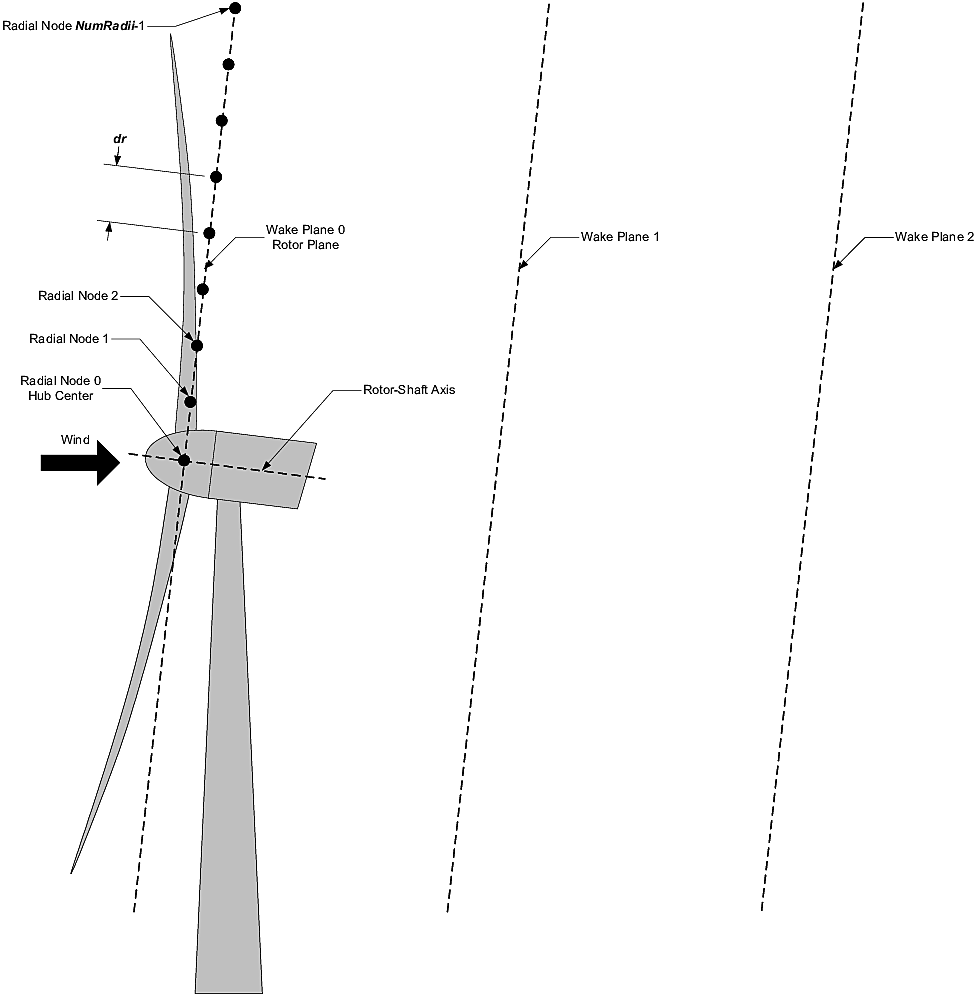 Radial Node NumRadii-1
dr
Wake Plane 0
Rotor Plane
Wake Plane 1
Wake Plane 2
Radial Node 2
Radial Node 1
Radial Node 0
Hub Center
Rotor-Shaft Axis
Wind